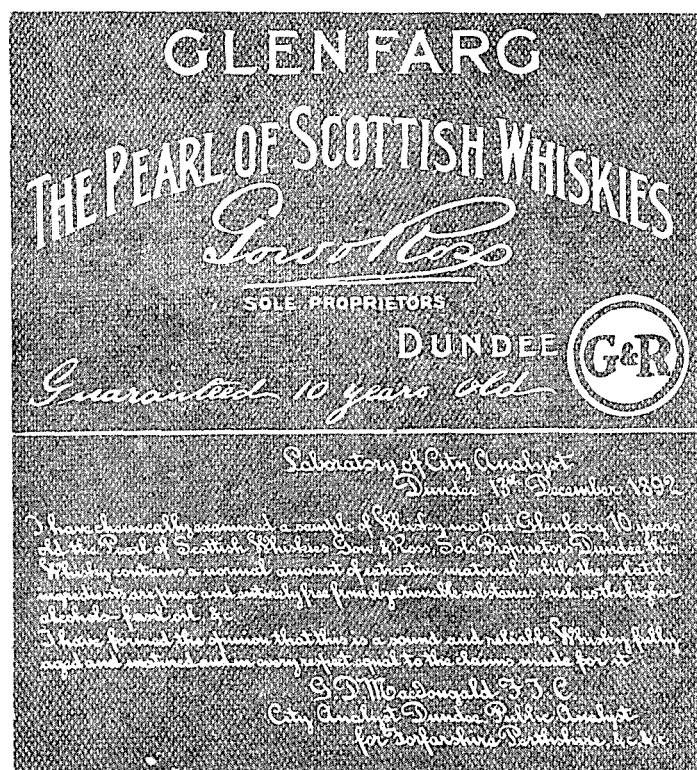 GLENFARG
THE PEARL OF SCOTTISH WHISKIES
Gow & Ross
SOLE PROPRIETORS
DUNDEE
G&R
Guaranteed 10 years old
Laboratory of City Analyst
Dundee 13th December 1892
I have chemically examined a sample of Whisky marked Glenfarg 10 years
old the Pearl of Scottish Whiskies Gow & Ross, Sole Proprietors Dundee this
Whisky contains a normal amount of extractive material, while the volatile
ingredients are pure and entirely free from objectionable substances such as the higher
alcohols fusel oil &c
I have formed the opinion that this is a sound and reliable Whisky fully
aged and matured and in every respect equal to the claims made for it
G D Macdougald F I C
City Analyst Dundee Public Analyst
for Forfarshire Perthshire, &c &c